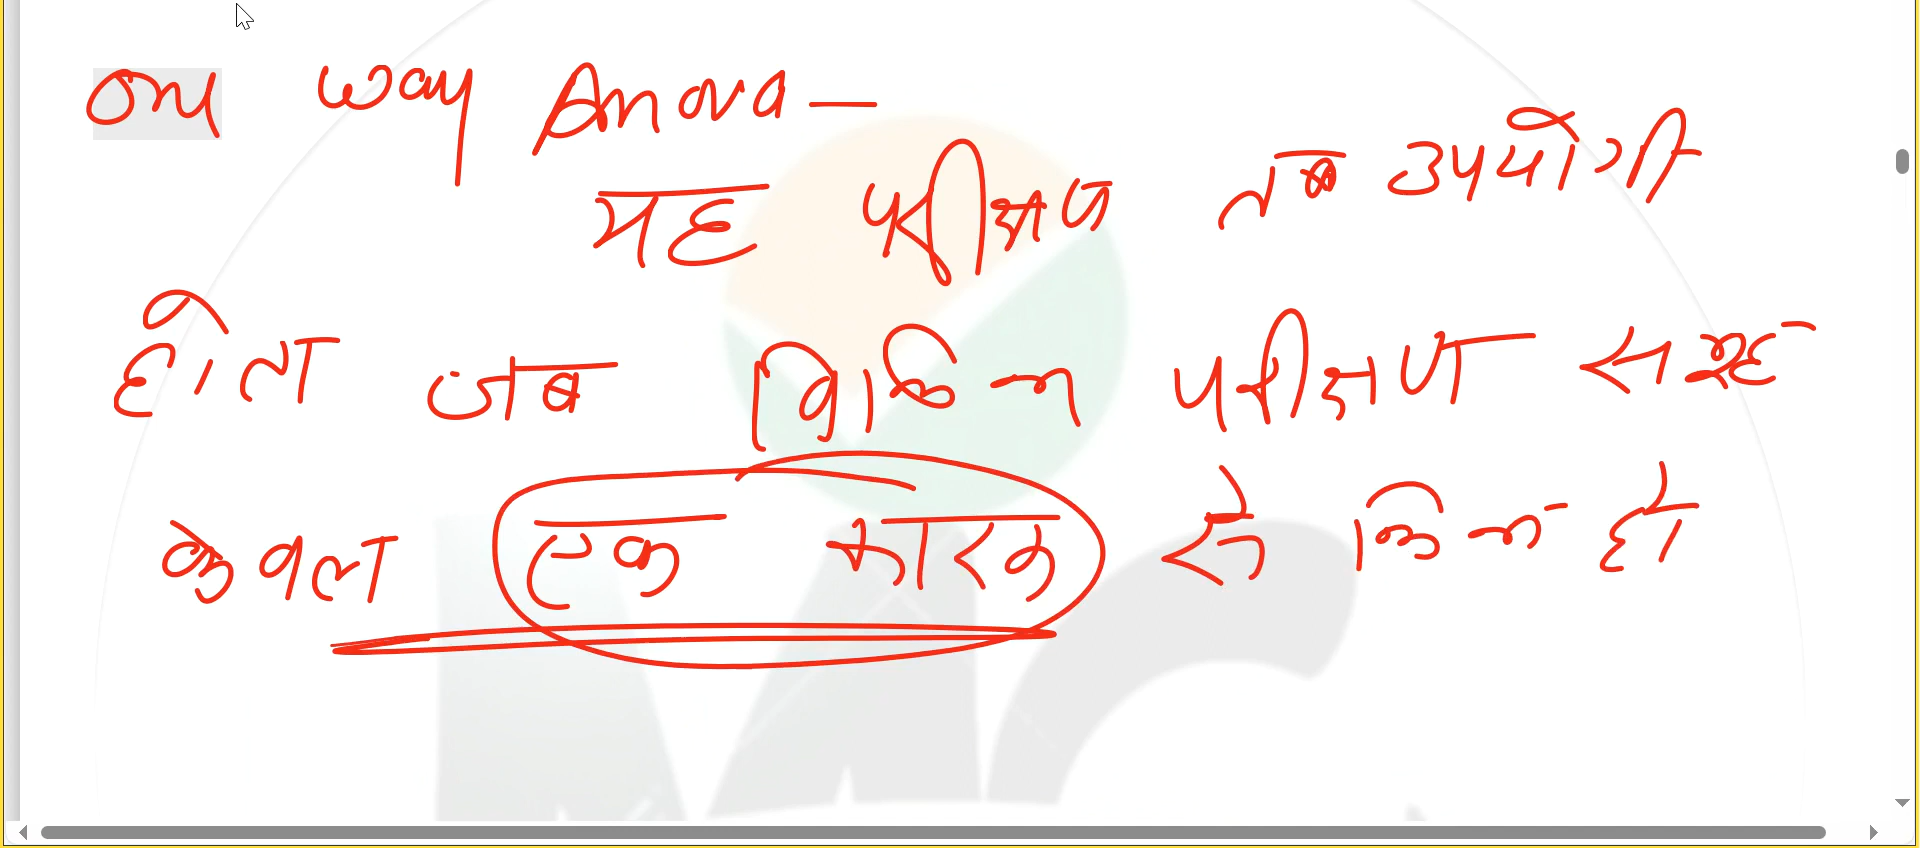 One way Anova —
यह परीक्षण तब उपयोगी
होता जब विभिन्न परीक्षण समूह
केवल एक कारक से भिन्न हो